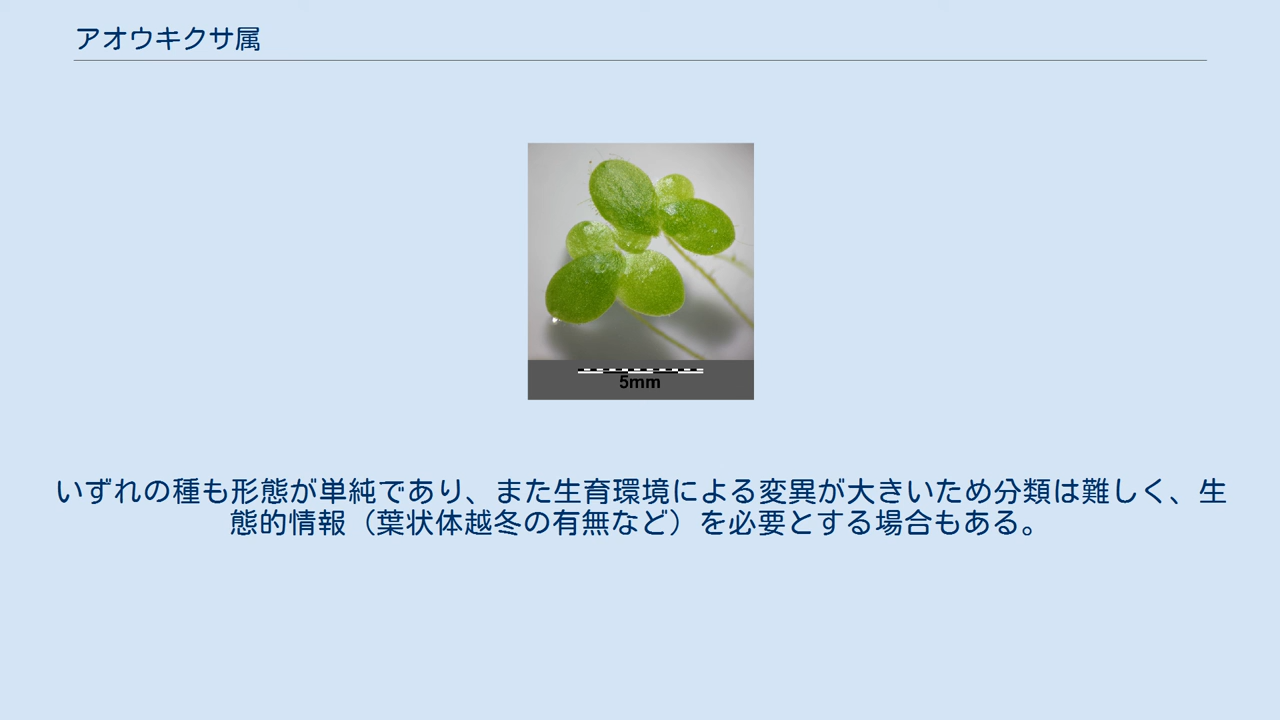 アオウキクサ属
5mm
いずれの種も形態が単純であり、また生育環境による変異が大きいため分類は難しく、生
態的情報（葉状体越冬の有無など）を必要とする場合もある。